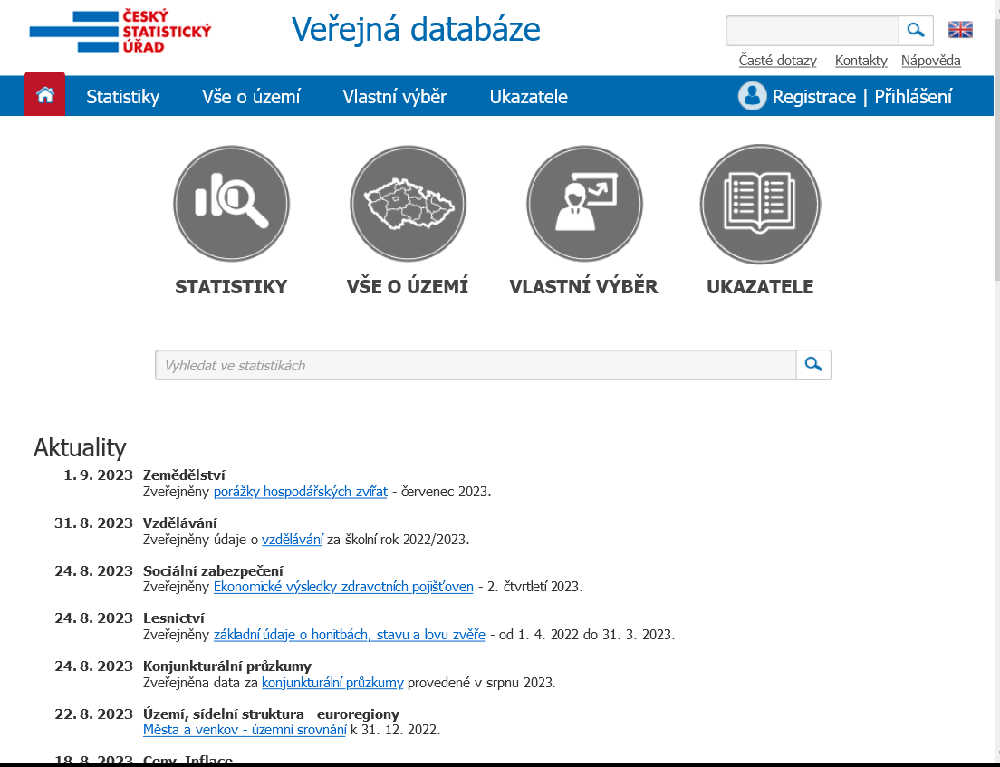 ČESKÝ
STATISTICKÝ
ÚŘAD
Veřejná databáze
Časté dotazy Kontakty Nápověda
Statistiky Vše o území Vlastní výběr Ukazatele Registrace | Přihlášení
STATISTIKY VŠE O ÚZEMÍ VLASTNÍ VÝBĚR UKAZATELE
Vyhledat ve statistikách
Aktuality
1. 9. 2023 Zemědělství
Zveřejněny porážky hospodářských zvířat - červenec 2023.
31. 8. 2023 Vzdělávání
Zveřejněny údaje o vzdělávání za školní rok 2022/2023.
24. 8. 2023 Sociální zabezpečení
Zveřejněny Ekonomické výsledky zdravotních pojišťoven - 2. čtvrtletí 2023.
24. 8. 2023 Lesnictví
Zveřejněny základní údaje o honitbách, stavu a lovu zvěře - od 1. 4. 2022 do 31. 3. 2023.
24. 8. 2023 Konjunkturální průzkumy
Zveřejněna data za konjunkturální průzkumy provedené v srpnu 2023.
22. 8. 2023 Území, sídelní struktura - euroregiony
Města a venkov - územní srovnání k 31. 12. 2022.
18. 8. 2023 Ceny, Inflace